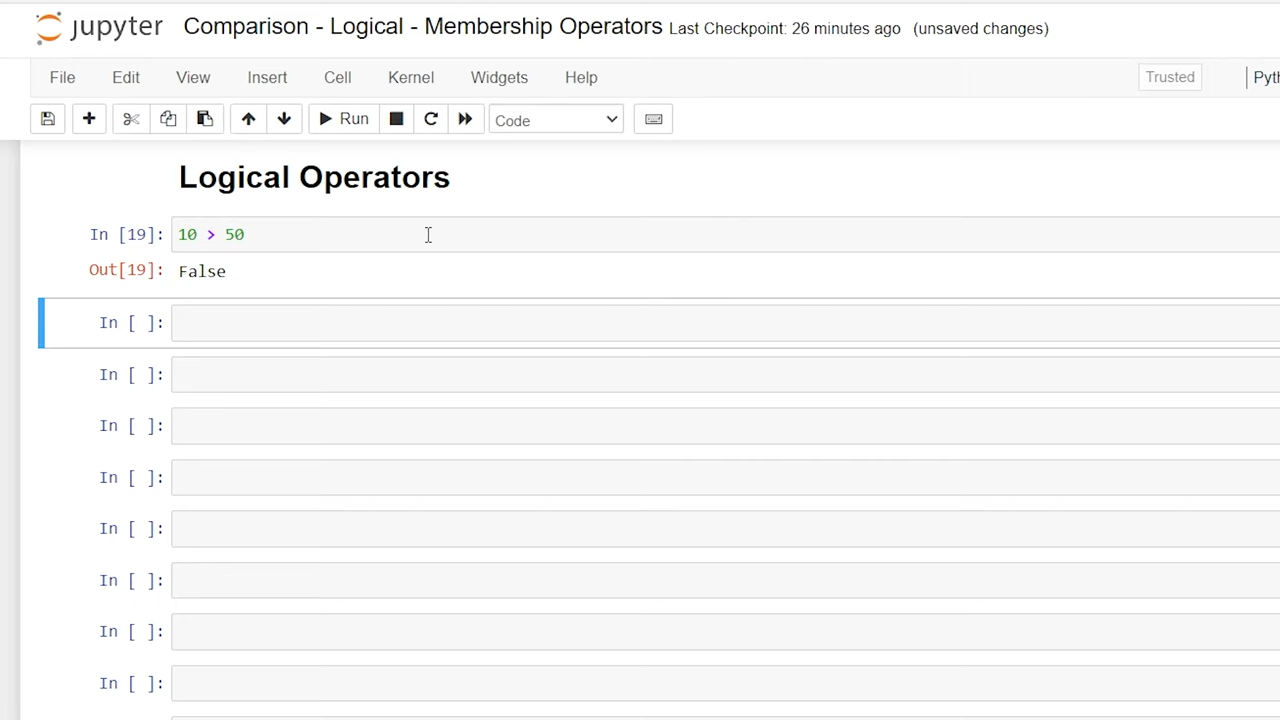 jupyter Comparison - Logical - Membership Operators Last Checkpoint: 26 minutes ago (unsaved changes)
File Edit View Insert Cell Kernel Widgets Help Trusted Pyth
Run Code
Logical Operators
In [19]: 10 > 50
Out[19]: False
In [ ]:
In [ ]:
In [ ]:
In [ ]:
In [ ]:
In [ ]:
In [ ]:
In [ ]: